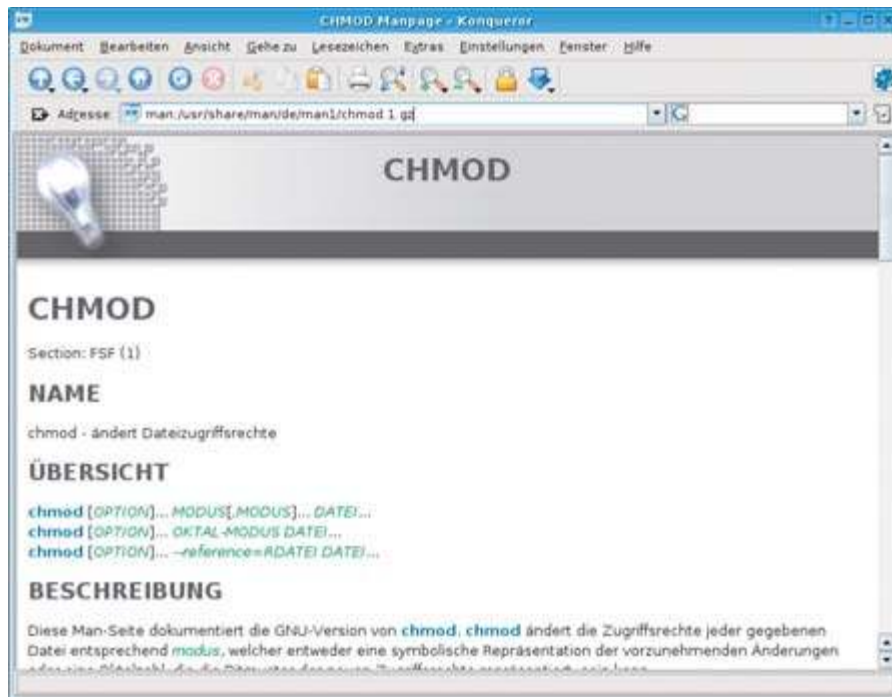 CHMOD Manpage - Konqueror
Dokument Bearbeiten Ansicht Gehe zu Lesezeichen Extras Einstellungen Fenster Hilfe
Adresse: man:/usr/share/man/de/man1/chmod.1.gz
CHMOD
CHMOD
Section: FSF (1)
NAME
chmod - ändert Dateizugriffsrechte
ÜBERSICHT
chmod [OPTION]... MODUS[,MODUS]... DATEI...
chmod [OPTION]... OKTAL-MODUS DATEI...
chmod [OPTION]... --reference=RDATEI DATEI...
BESCHREIBUNG
Diese Man-Seite dokumentiert die GNU-Version von chmod. chmod ändert die Zugriffsrechte jeder gegebenen
Datei entsprechend modus, welcher entweder eine symbolische Repräsentation der vorzunehmenden Änderungen